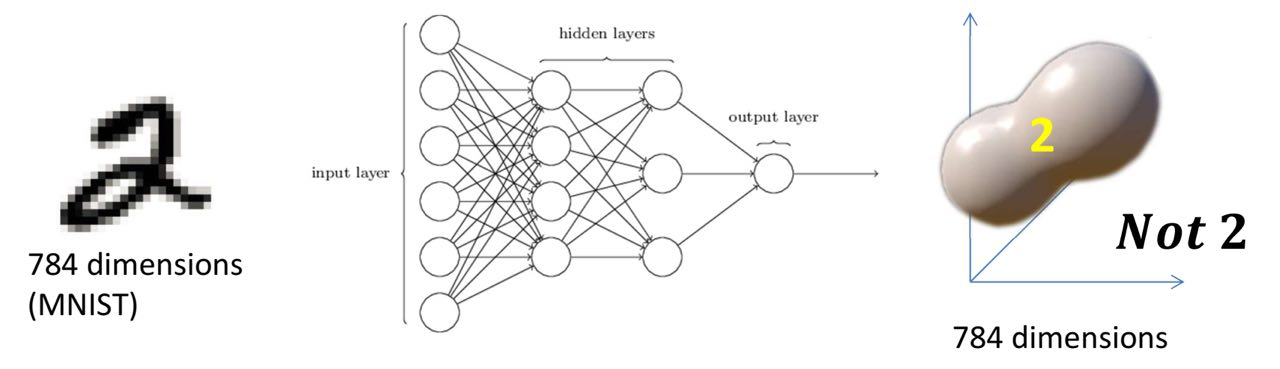 784 dimensions
(MNIST)
input layer
hidden layers
output layer
2
Not 2
784 dimensions